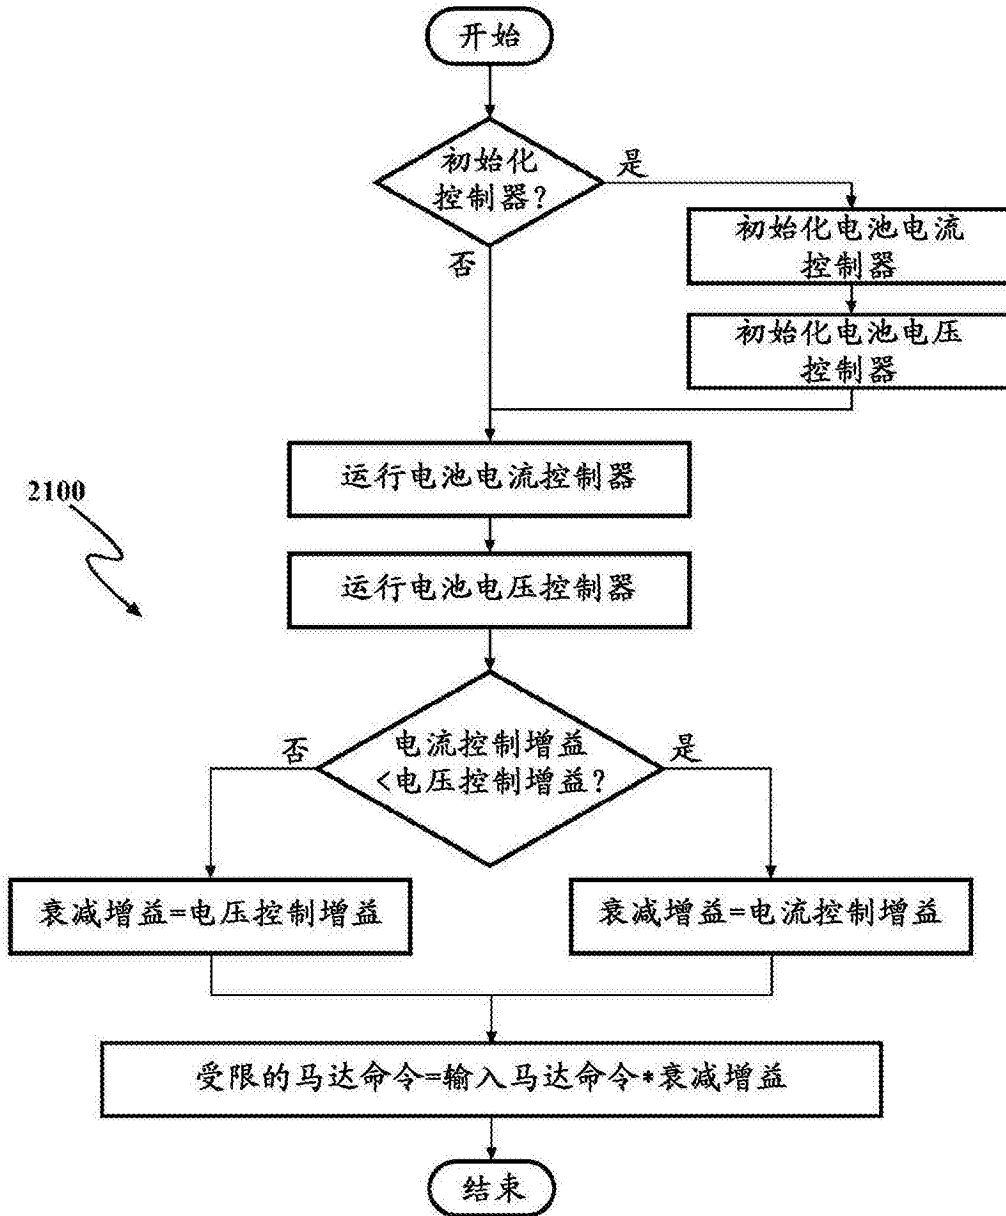 开始
初始化
控制器?
是
否
初始化电池电流
控制器
初始化电池电压
控制器
运行电池电流控制器
2100
运行电池电压控制器
电流控制增益
<电压控制增益?
否
是
衰减增益=电压控制增益
衰减增益=电流控制增益
受限的马达命令=输入马达命令*衰减增益
结束